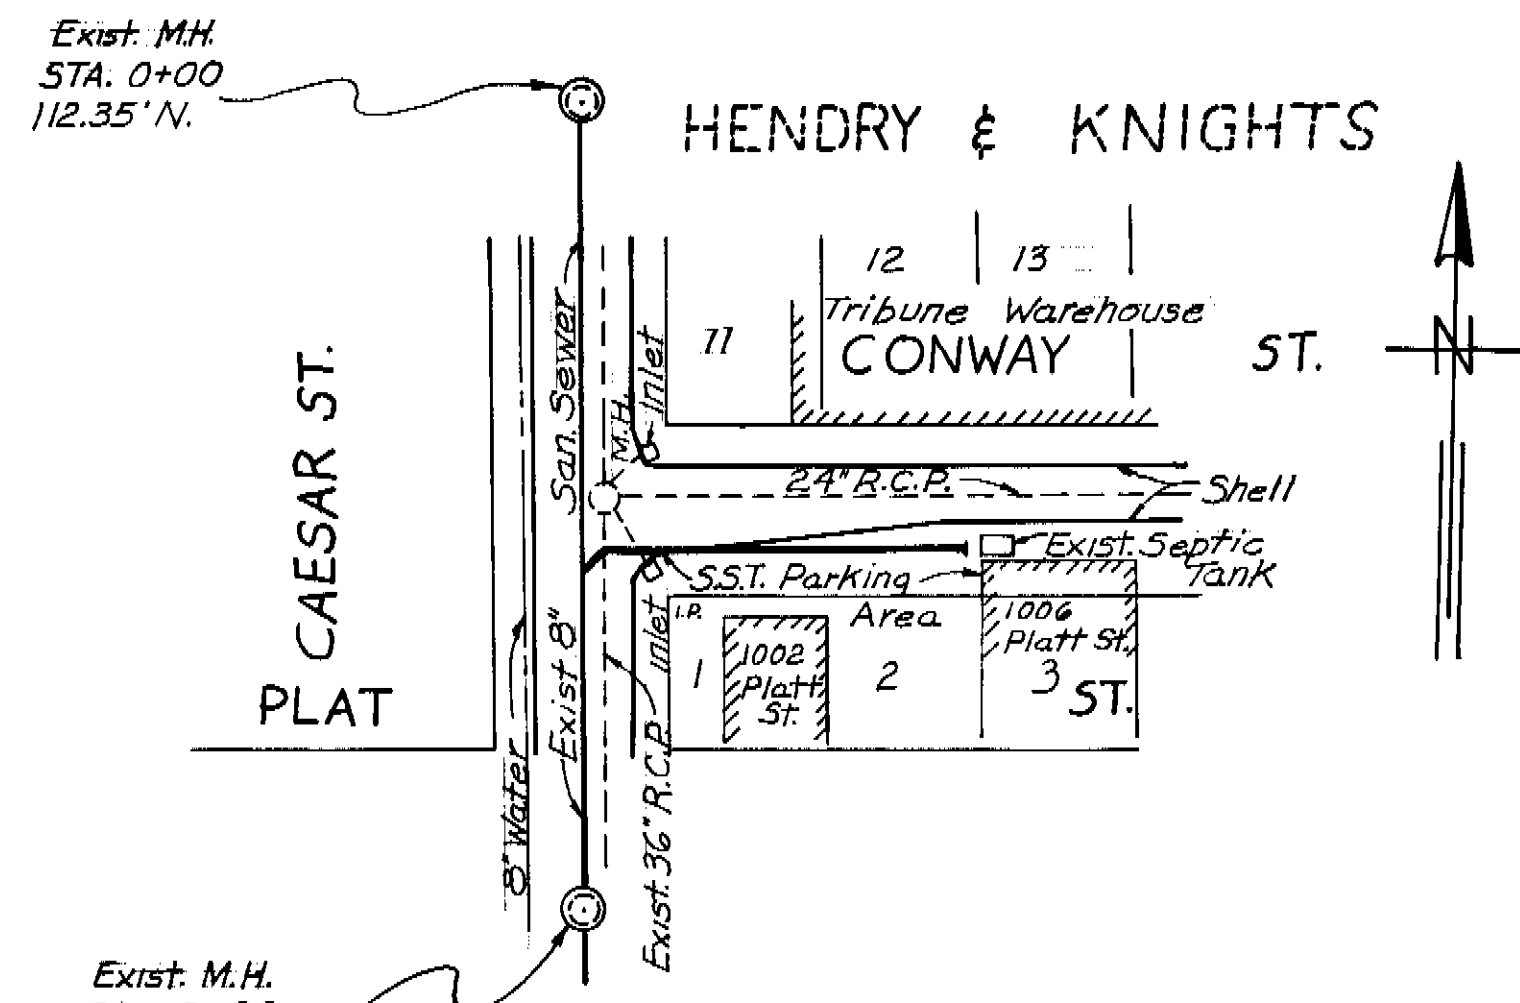 Exist. M.H.
STA. 0+00
112.35' N.
HENDRY & KNIGHTS
12
13
Tribune Warehouse
11
CONWAY ST.
N
CAESAR ST.
San. Sewer
M.H.
Inlet
24" R.C.P.
Shell
Exist. Septic
Tank
S.S.T. Parking
Area
I.P.
Inlet
1006
Platt St.
1
1002
Platt
St.
2
3
PLAT ST.
Exist 8"
8" Water
Exist. 36" R.C.P.
Exist. M.H.